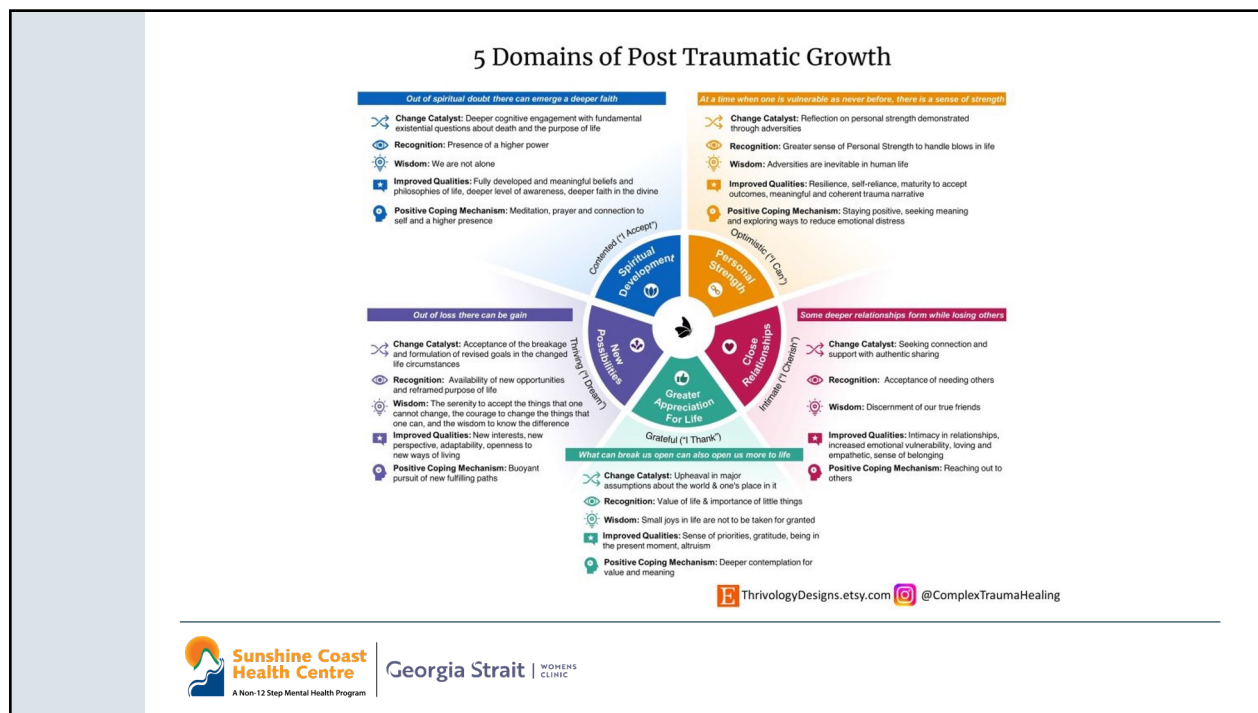 5 Domains of Post Traumatic Growth
Out of spiritual doubt there can emerge a deeper faith
Change Catalyst: Deeper cognitive engagement with fundamental
existential questions about death and the purpose of life
Recognition: Presence of a higher power
Wisdom: We are not alone
Improved Qualities: Fully developed and meaningful beliefs and
philosophies of life, deeper level of awareness, deeper faith in the divine
Positive Coping Mechanism: Meditation, prayer and connection to
self and a higher presence
At a time when one is vulnerable as never before, there is a sense of strength
Change Catalyst: Reflection on personal strength demonstrated
through adversities
Recognition: Greater sense of Personal Strength to handle blows in life
Wisdom: Adversities are inevitable in human life
Improved Qualities: Resilience, self-reliance, maturity to accept
outcomes, meaningful and coherent trauma narrative
Positive Coping Mechanism: Staying positive, seeking meaning
and exploring ways to reduce emotional distress
Contented ("I Accept")
Optimistic ("I Can")
Spiritual
Development
Personal
Strength
Out of loss there can be gain
Change Catalyst: Acceptance of the breakage
and formulation of revised goals in the changed
life circumstances
Recognition: Availability of new opportunities
and reframed purpose of life
Wisdom: The serenity to accept the things that one
cannot change, the courage to change the things that
one can, and the wisdom to know the difference
Improved Qualities: New interests, new
perspective, adaptability, openness to
new ways of living
Positive Coping Mechanism: Buoyant
pursuit of new fulfilling paths
Thriving ("I Dream")
New
Possibilities
Close
Relationships
Intimate ("I Cherish")
Some deeper relationships form while losing others
Change Catalyst: Seeking connection and
support with authentic sharing
Recognition: Acceptance of needing others
Wisdom: Discernment of our true friends
Improved Qualities: Intimacy in relationships,
increased emotional vulnerability, loving and
empathetic, sense of belonging
Positive Coping Mechanism: Reaching out to
others
Greater
Appreciation
For Life
Grateful ("I Thank")
What can break us open can also open us more to life
Change Catalyst: Upheaval in major
assumptions about the world & one's place in it
Recognition: Value of life & importance of little things
Wisdom: Small joys in life are not to be taken for granted
Improved Qualities: Sense of priorities, gratitude, being in
the present moment, altruism
Positive Coping Mechanism: Deeper contemplation for
value and meaning
E ThrivologyDesigns.etsy.com @ComplexTraumaHealing
Sunshine Coast
Health Centre
A Non-12 Step Mental Health Program
Georgia Strait
WOMENS
CLINIC